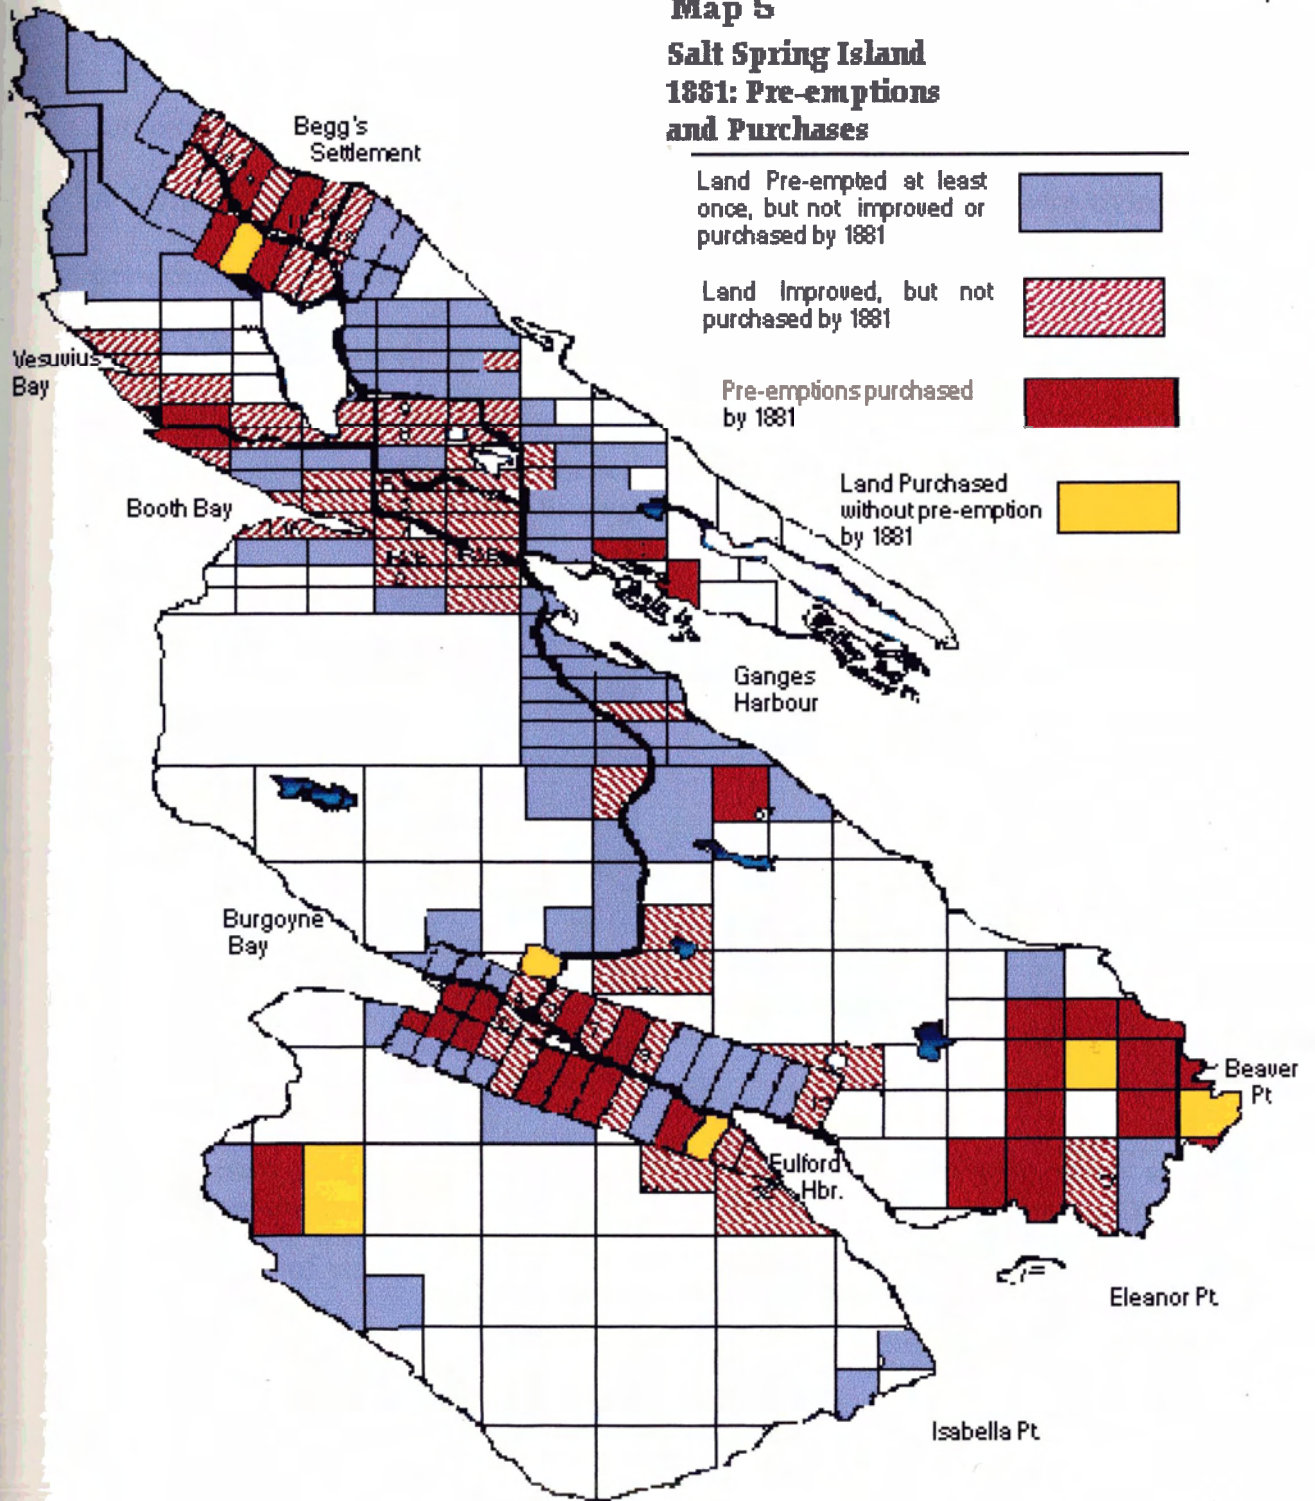 Map 5
Salt Spring Island
1881: Pre-emptions
and Purchases
Land Pre-empted at least
once, but not improved or
purchased by 1881
Land Improved, but not
purchased by 1881
Pre-emptions purchased
by 1881
Land Purchased
without pre-emption
by 1881
Begg's
Settlement
Vesuvius
Bay
Booth Bay
Ganges
Harbour
Burgoyne
Bay
Beaver
Pt
Fulford
Hbr.
Eleanor Pt.
Isabella Pt.